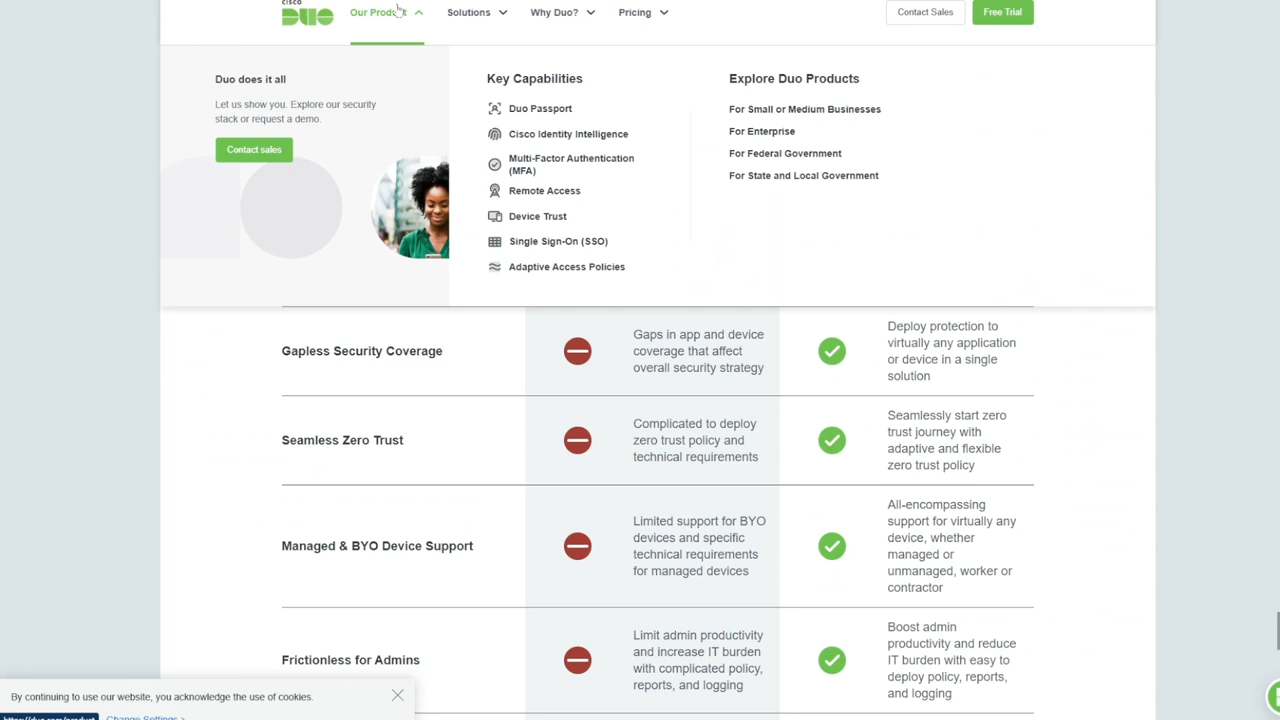 CISCO
DUO
Our Product
Solutions
Why Duo?
Pricing
Contact Sales
Free Trial
Duo does it all
Let us show you. Explore our security
stack or request a demo.
Contact sales
Key Capabilities
Duo Passport
Cisco Identity Intelligence
Multi-Factor Authentication
(MFA)
Remote Access
Device Trust
Single Sign-On (SSO)
Adaptive Access Policies
Explore Duo Products
For Small or Medium Businesses
For Enterprise
For Federal Government
For State and Local Government
Gapless Security Coverage
Gaps in app and device
coverage that affect
overall security strategy
Deploy protection to
virtually any application
or device in a single
solution
Seamless Zero Trust
Complicated to deploy
zero trust policy and
technical requirements
Seamlessly start zero
trust journey with
adaptive and flexible
zero trust policy
Managed & BYO Device Support
Limited support for BYO
devices and specific
technical requirements
for managed devices
All-encompassing
support for virtually any
device, whether
managed or
unmanaged, worker or
contractor
Frictionless for Admins
Limit admin productivity
and increase IT burden
with complicated policy,
reports, and logging
Boost admin
productivity and reduce
IT burden with easy to
deploy policy, reports,
and logging
By continuing to use our website, you acknowledge the use of cookies.
https://duo.com/product
Change Settings >